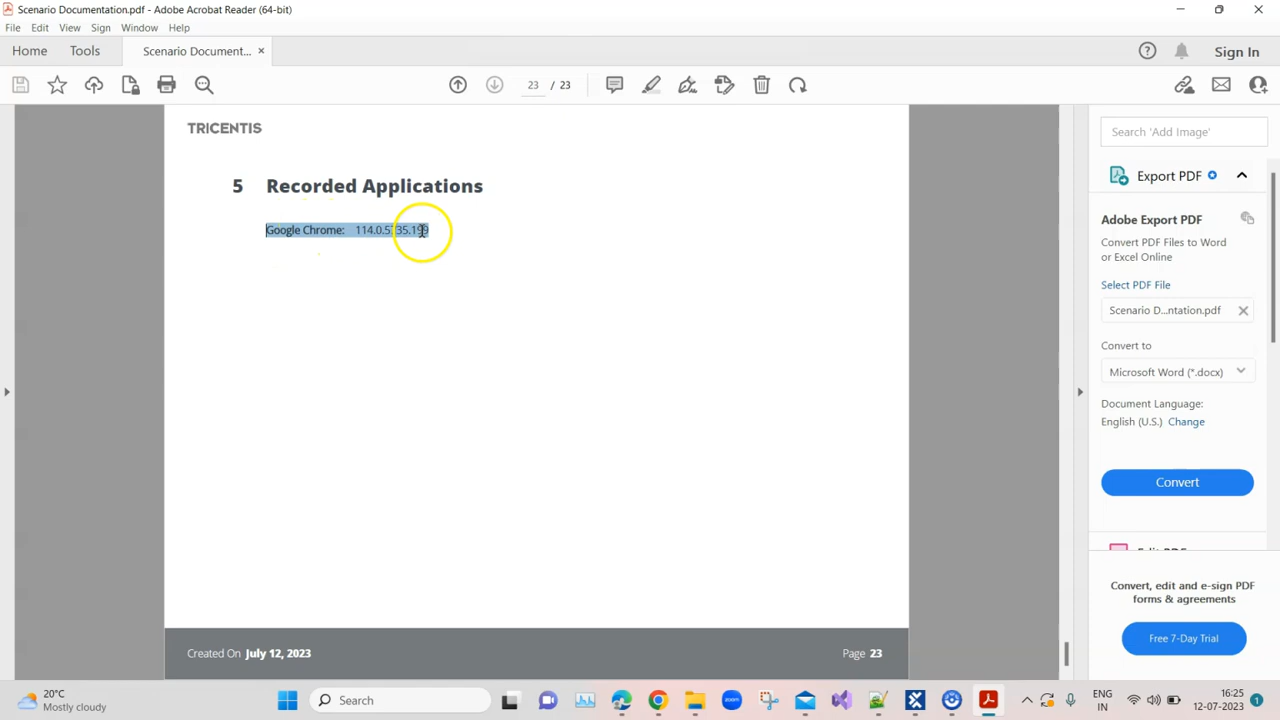 Scenario Documentation.pdf - Adobe Acrobat Reader (64-bit)
File Edit View Sign Window Help
Home Tools Scenario Document... × Sign In
23 / 23
TRICENTIS
5 Recorded Applications
Google Chrome: 114.0.5735.199
Created On July 12, 2023
Page 23
Search 'Add Image'
Export PDF
Adobe Export PDF
Convert PDF Files to Word
or Excel Online
Select PDF File
Scenario D...ntation.pdf
Convert to
Microsoft Word (*.docx)
Document Language:
English (U.S.) Change
Convert
Convert, edit and e-sign PDF
forms & agreements
Free 7-Day Trial
20°C
Mostly cloudy
Search
ENG
IN
16:25
12-07-2023
1